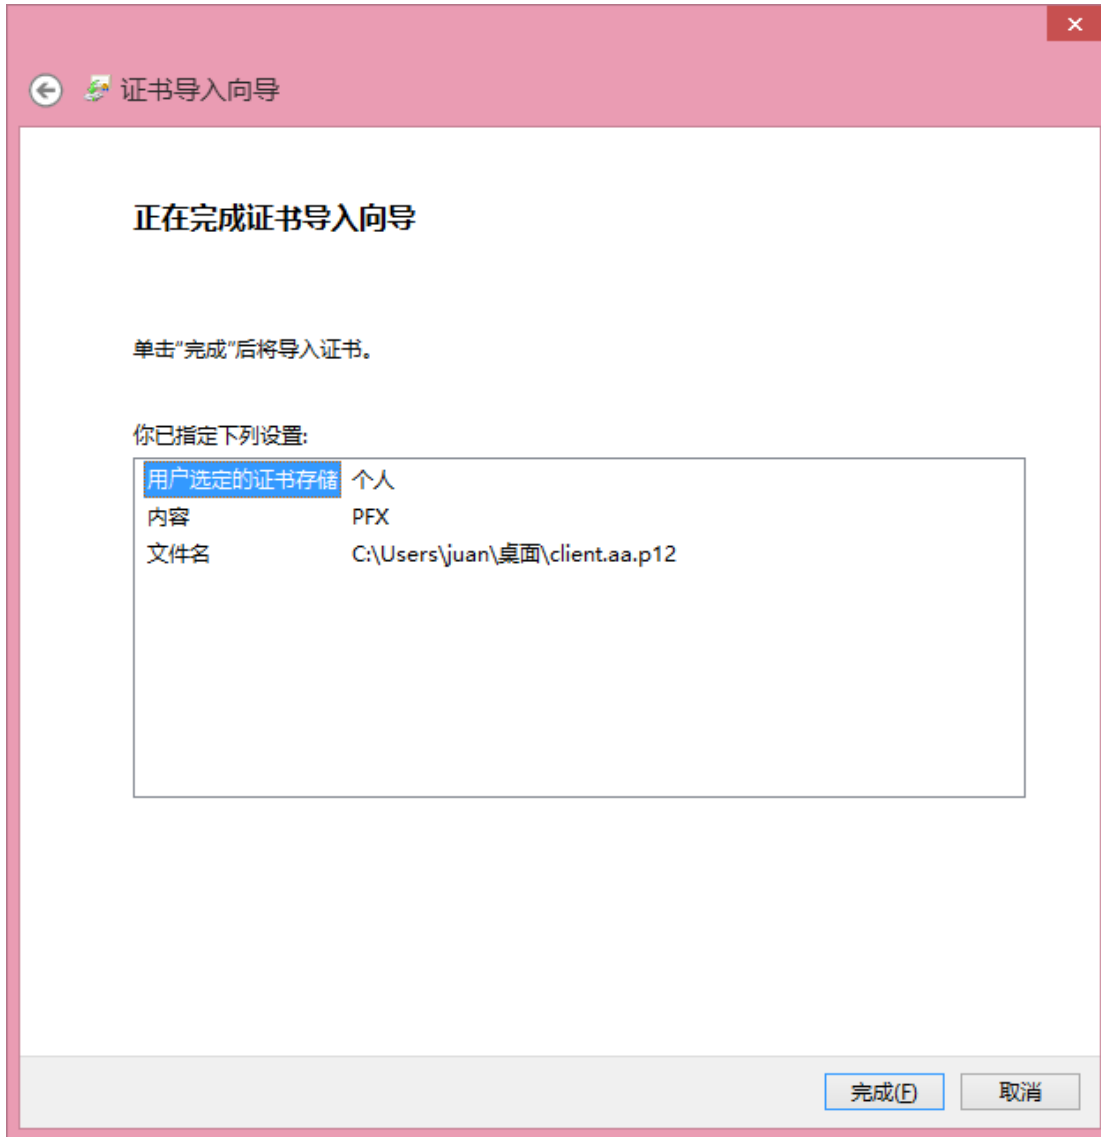 证书导入向导
正在完成证书导入向导
单击“完成”后将导入证书。
你已指定下列设置:
用户选定的证书存储 个人
内容 PFX
文件名 C:\Users\juan\桌面\client.aa.p12
完成(F) 取消